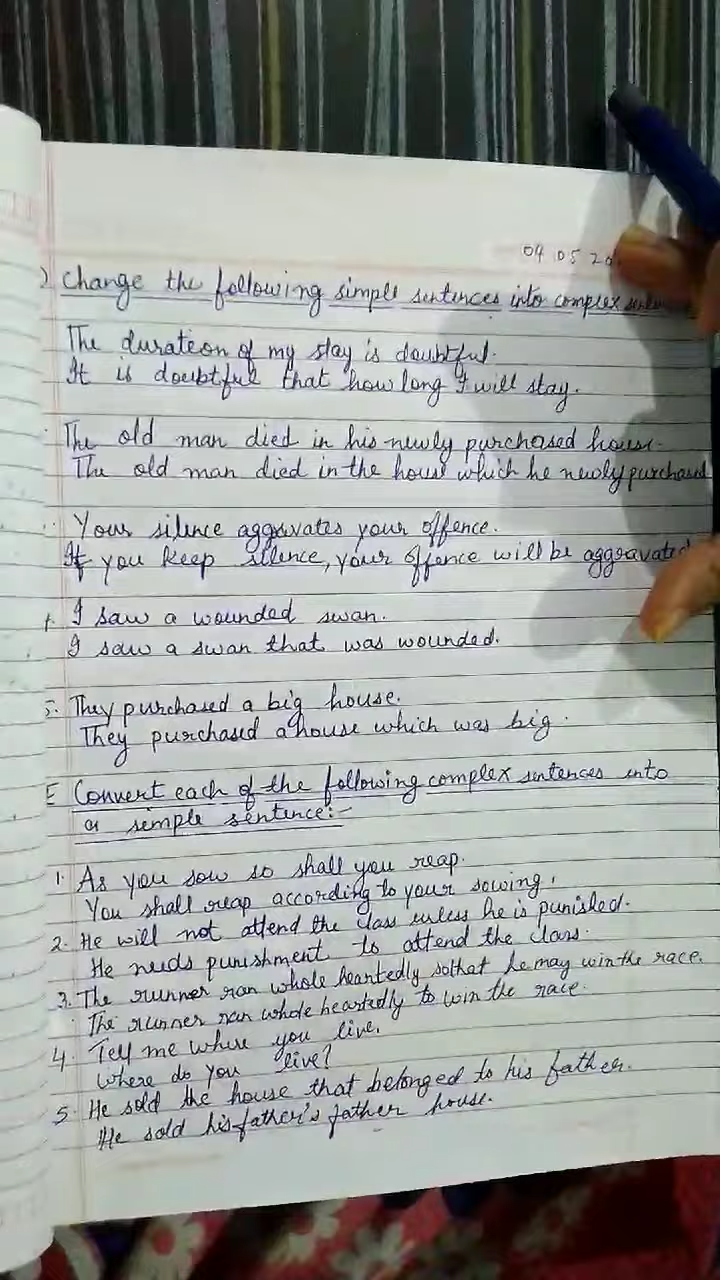 04 05 20
) Change the following simple sentences into complex
The durateon of my stay is doubtful.
It is doubtful that how long I will stay.
The old man died in his newly purchased house.
The old man died in the house which he newly purchased
Your silence aggravates your offence.
If you keep silence, your offence will be aggravated
4. I saw a wounded swan.
I saw a swan that was wounded.
5. They purchased a big house.
They purchased a house which was big.
E Convert each of the following complex sentences into
a simple sentence:-
1. As you sow so shall you reap.
You shall reap according to your sowing.
2. He will not attend the class unless he is punished.
He needs punishment to attend the class.
3. The runner ran whole heartedly so that he may win the race.
The runner ran whole heartedly to win the race.
4. Tell me where you live.
Where do you live?
5. He sold the house that belonged to his father.
He sold his father's father house.